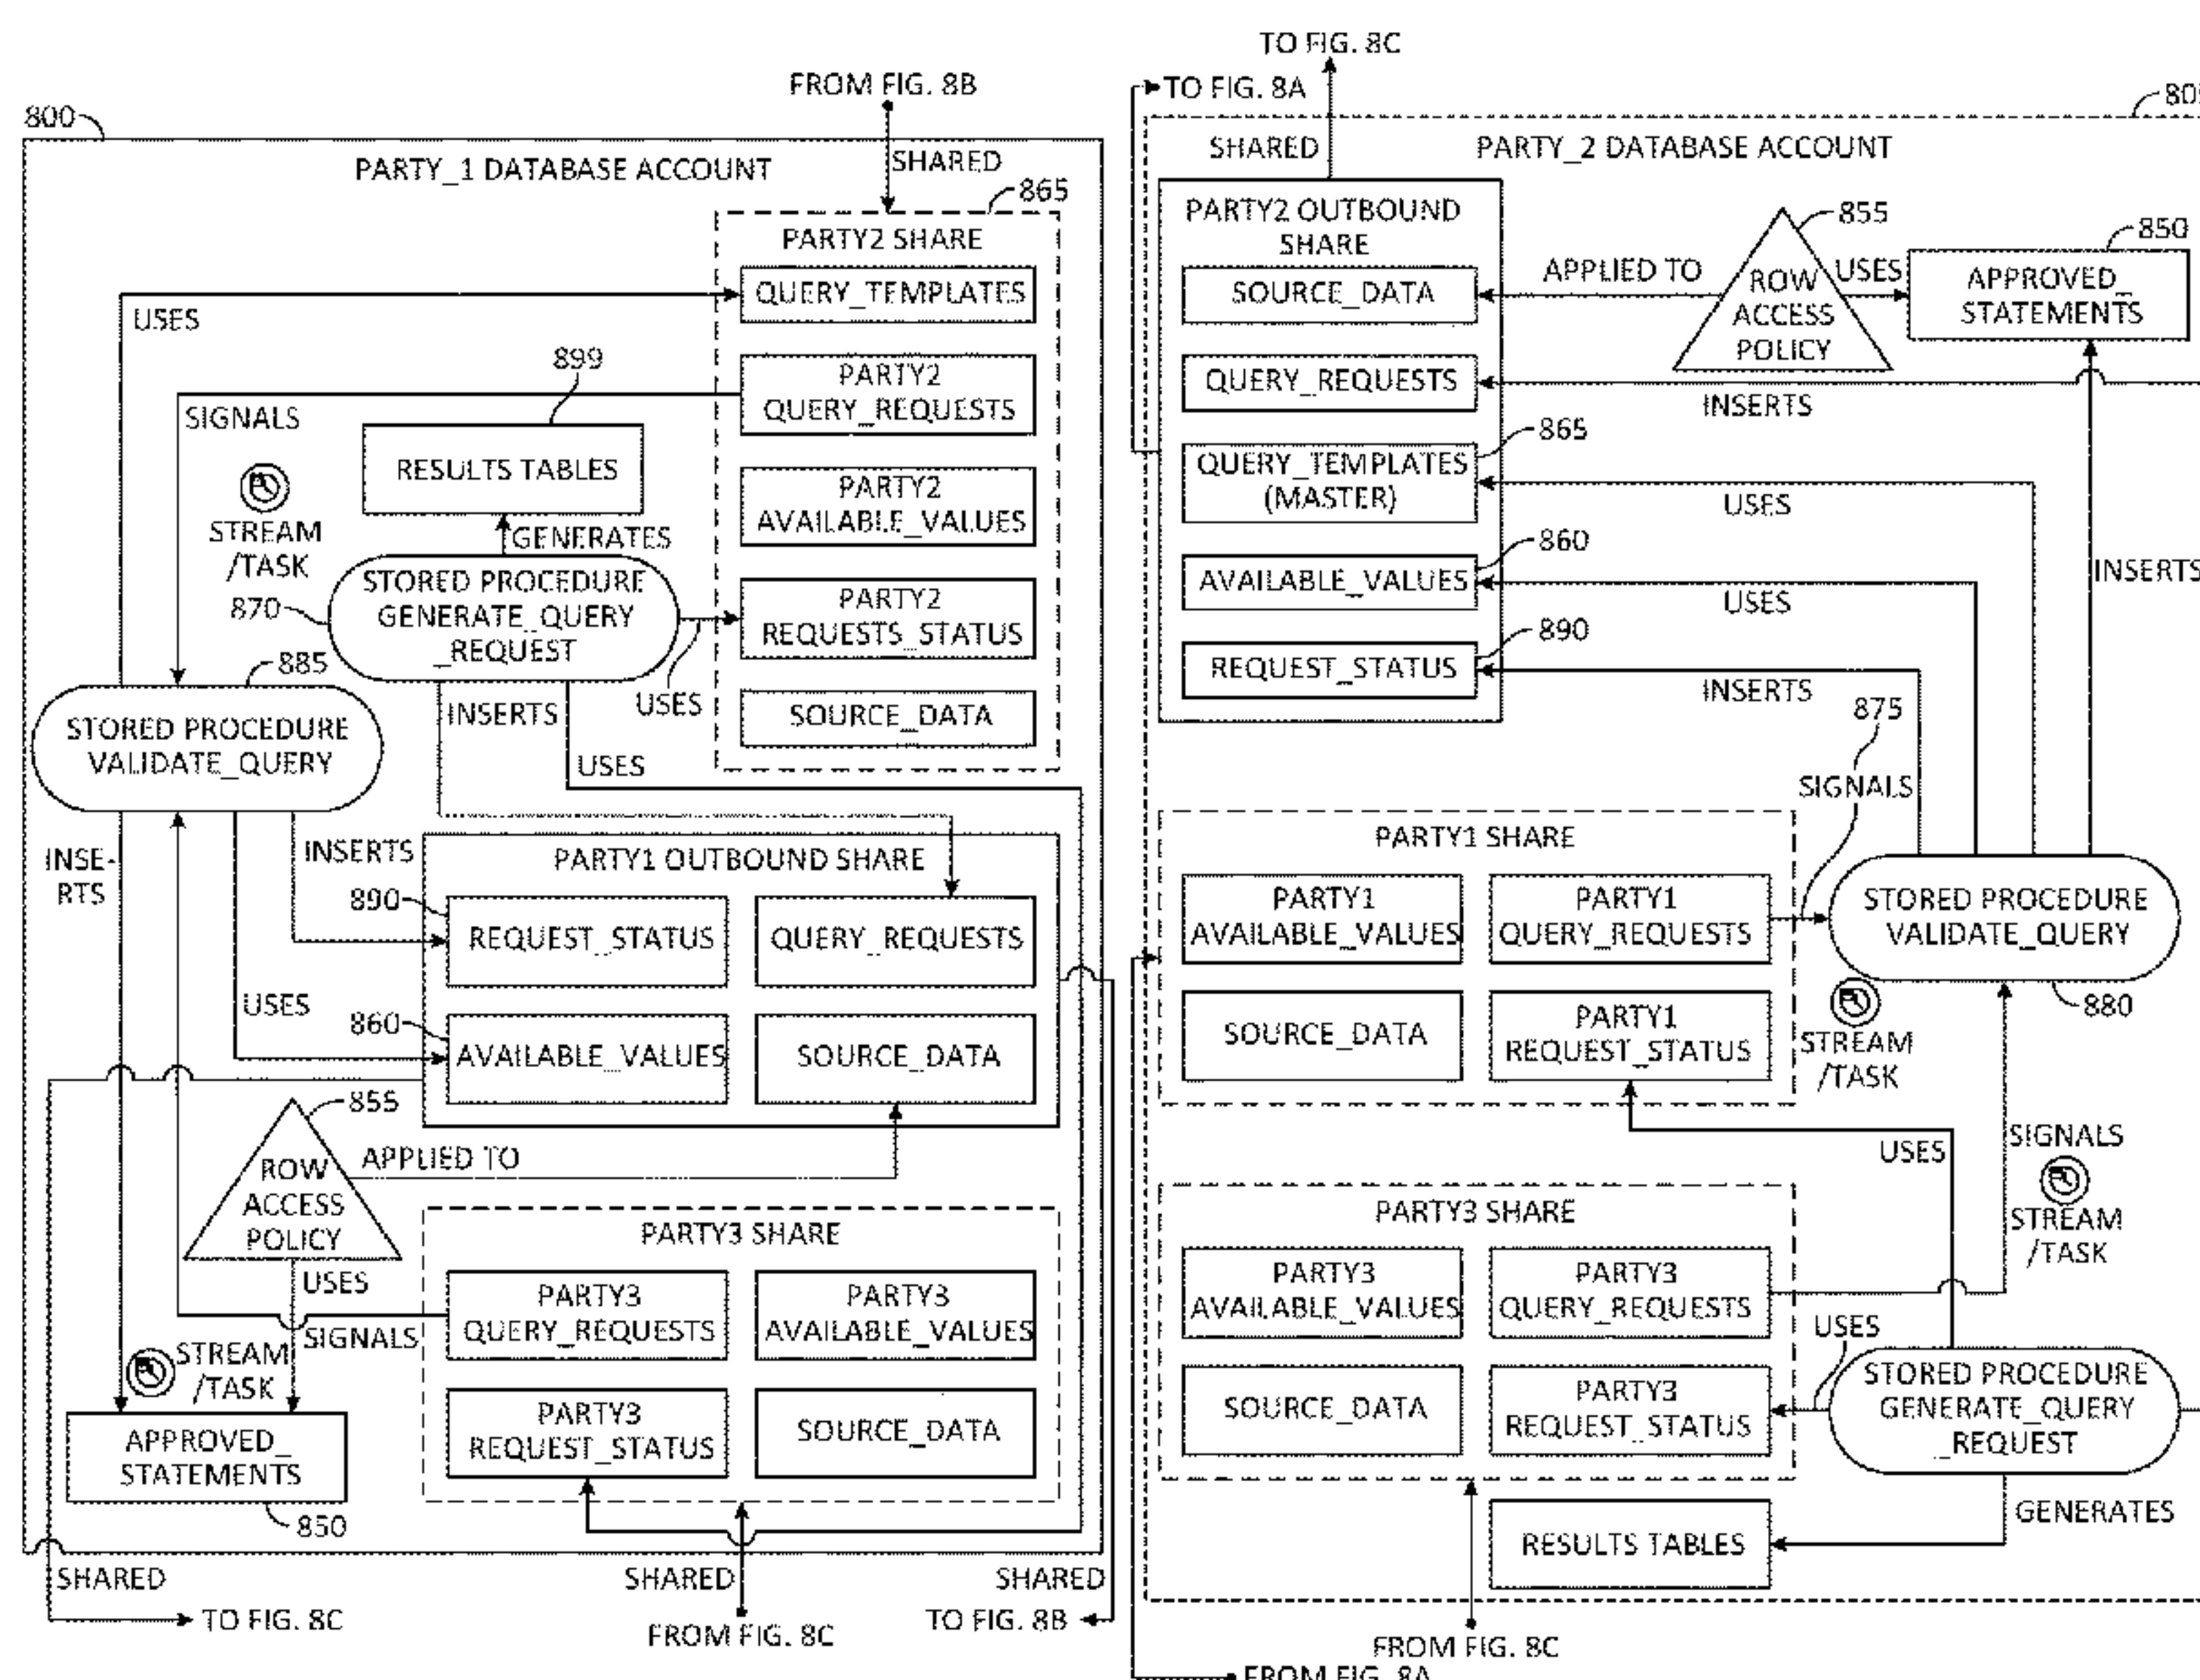 TO FIG. 8C
FROM FIG. 8B
TO FIG. 8A
800
PARTY_1 DATABASE ACCOUNT
SHARED
865
PARTY2 SHARE
QUERY_TEMPLATES
USES
899
PARTY2
QUERY_REQUESTS
SIGNALS
RESULTS TABLES
PARTY2
AVAILABLE_VALUES
STREAM
/TASK
GENERATES
STORED PROCEDURE
GENERATE_QUERY
_REQUEST
870
PARTY2
REQUESTS_STATUS
885
USES
INSERTS
SOURCE_DATA
STORED PROCEDURE
VALIDATE_QUERY
USES
INSE-
RTS
INSERTS
PARTY1 OUTBOUND SHARE
890
REQUEST_STATUS
QUERY_REQUESTS
USES
860
AVAILABLE_VALUES
SOURCE_DATA
855
ROW
ACCESS
POLICY
APPLIED TO
PARTY3 SHARE
USES
PARTY3
QUERY_REQUESTS
PARTY3
AVAILABLE_VALUES
SIGNALS
STREAM
/TASK
PARTY3
REQUEST_STATUS
SOURCE_DATA
APPROVED_
STATEMENTS
850
SHARED
SHARED
SHARED
TO FIG. 8C
FROM FIG. 8C
TO FIG. 8B
SHARED
PARTY_2 DATABASE ACCOUNT
PARTY2 OUTBOUND
SHARE
855
850
SOURCE_DATA
APPLIED TO
ROW
ACCESS
POLICY
USES
APPROVED_
STATEMENTS
QUERY_REQUESTS
INSERTS
865
QUERY_TEMPLATES
(MASTER)
USES
860
AVAILABLE_VALUES
USES
INSERTS
890
REQUEST_STATUS
INSERTS
875
SIGNALS
PARTY1 SHARE
PARTY1
AVAILABLE_VALUES
PARTY1
QUERY_REQUESTS
STORED PROCEDURE
VALIDATE_QUERY
880
SOURCE_DATA
PARTY1
REQUEST_STATUS
STREAM
/TASK
USES
SIGNALS
STREAM
/TASK
PARTY3 SHARE
PARTY3
AVAILABLE_VALUES
PARTY3
QUERY_REQUESTS
USES
SOURCE_DATA
PARTY3
REQUEST_STATUS
STORED PROCEDURE
GENERATE_QUERY
_REQUEST
GENERATES
RESULTS TABLES
FROM FIG. 8C
FROM FIG. 8A